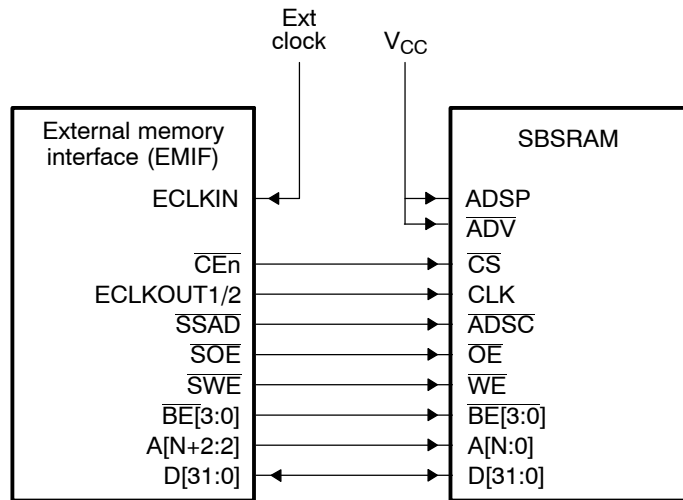 Ext
clock
VCC
External memory
interface (EMIF)
SBSRAM
ECLKIN
ADSP
ADV
CEn
CS
ECLKOUT1/2
CLK
SSAD
ADSC
SOE
OE
SWE
WE
BE[3:0]
BE[3:0]
A[N+2:2]
A[N:0]
D[31:0]
D[31:0]